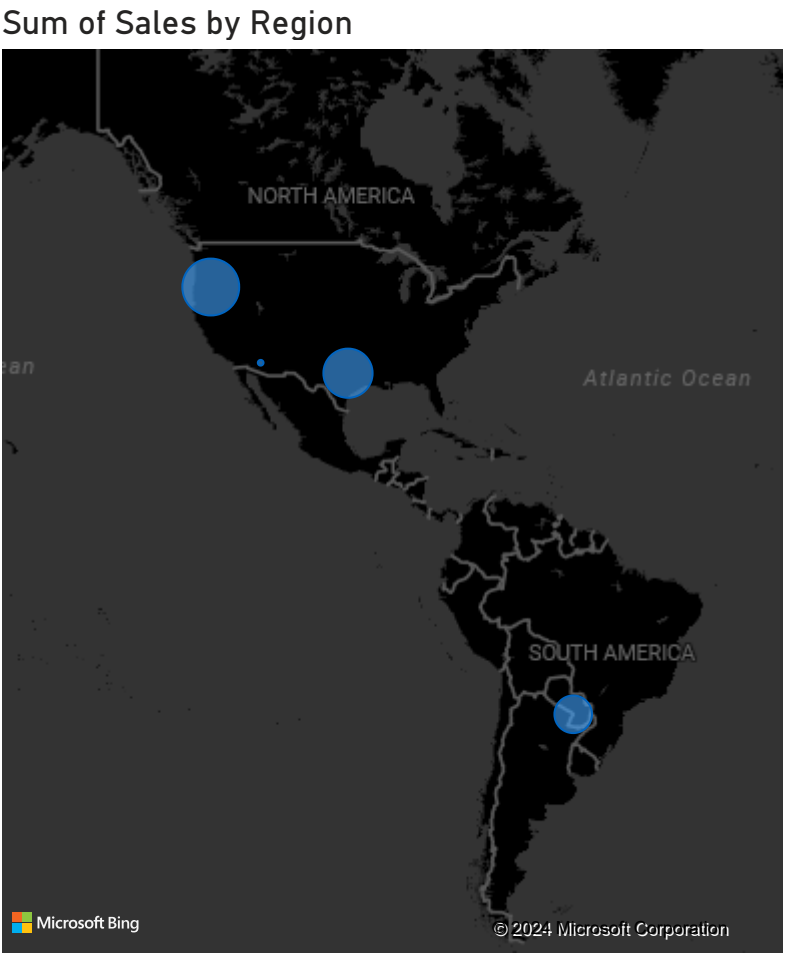 Sum of Sales by Region
NORTH AMERICA
ean
Atlantic Ocean
SOUTH AMERICA
Microsoft Bing
© 2024 Microsoft Corporation